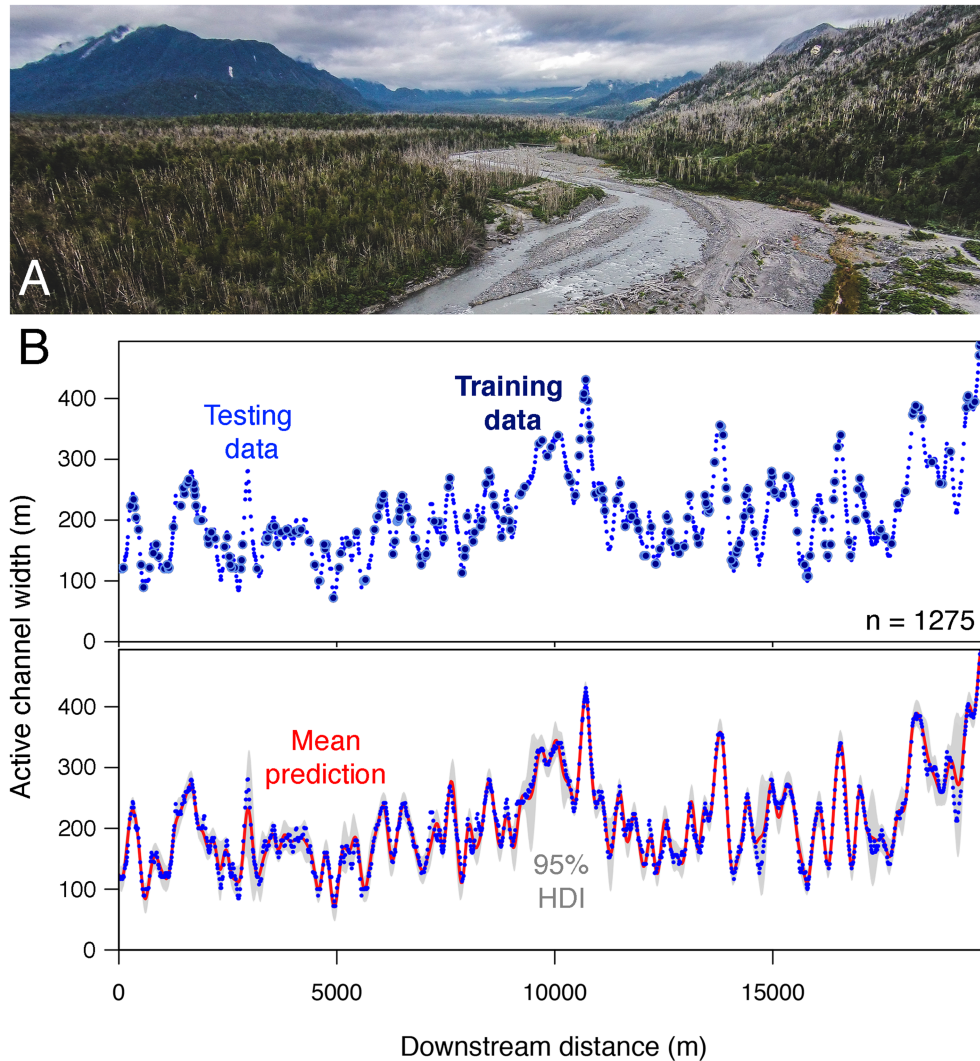 A
B
Active channel width (m)
400
300
200
100
0
Testing
data
Training
data
n = 1275
400
300
200
100
0
Mean
prediction
95%
HDI
0
5000
10000
15000
Downstream distance (m)